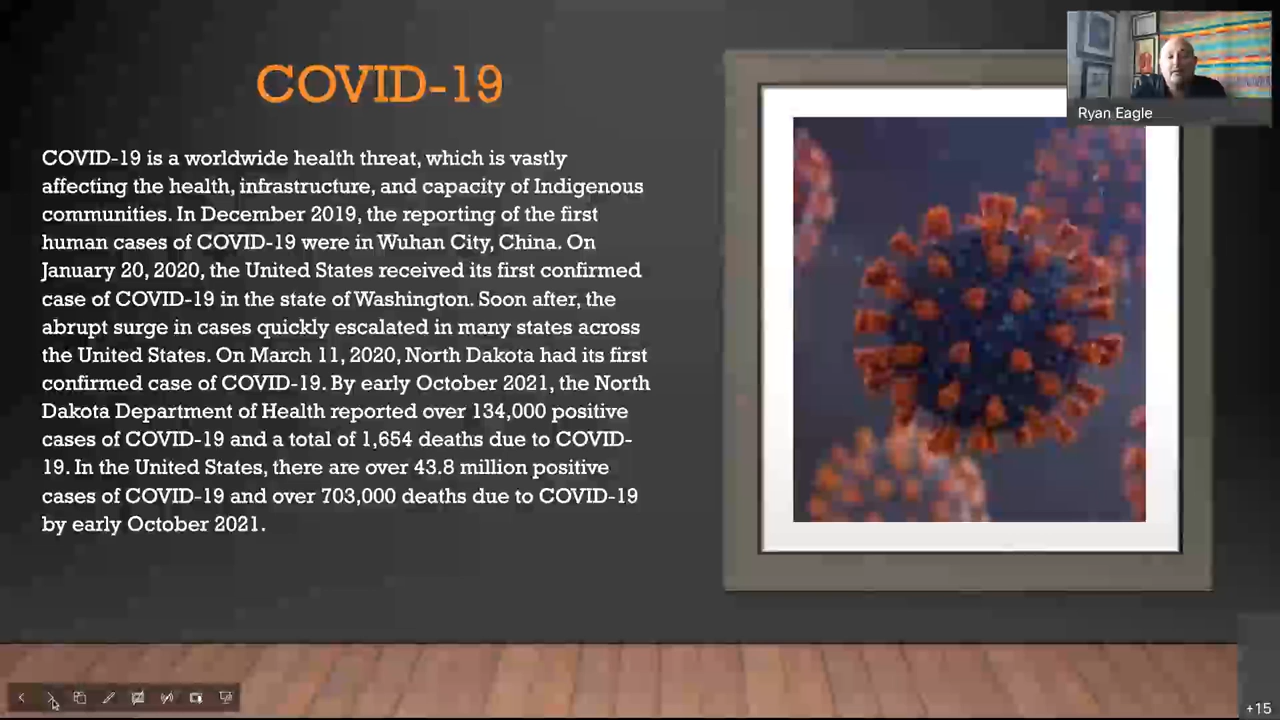 COVID-19
COVID-19 is a worldwide health threat, which is vastly
affecting the health, infrastructure, and capacity of Indigenous
communities. In December 2019, the reporting of the first
human cases of COVID-19 were in Wuhan City, China. On
January 20, 2020, the United States received its first confirmed
case of COVID-19 in the state of Washington. Soon after, the
abrupt surge in cases quickly escalated in many states across
the United States. On March 11, 2020, North Dakota had its first
confirmed case of COVID-19. By early October 2021, the North
Dakota Department of Health reported over 134,000 positive
cases of COVID-19 and a total of 1,654 deaths due to COVID-
19. In the United States, there are over 43.8 million positive
cases of COVID-19 and over 703,000 deaths due to COVID-19
by early October 2021.
Ryan Eagle
+15